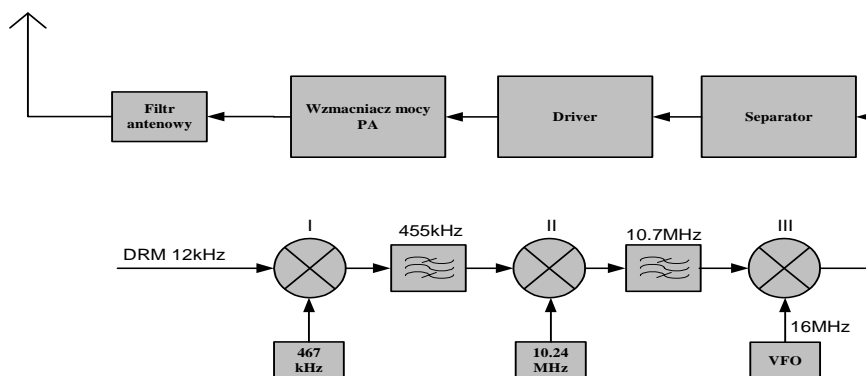 Filtr
antenowy
Wzmacniacz mocy
PA
Driver
Separator
I
455kHz
II
10.7MHz
III
DRM 12kHz
16MHz
467
kHz
10.24
MHz
VFO